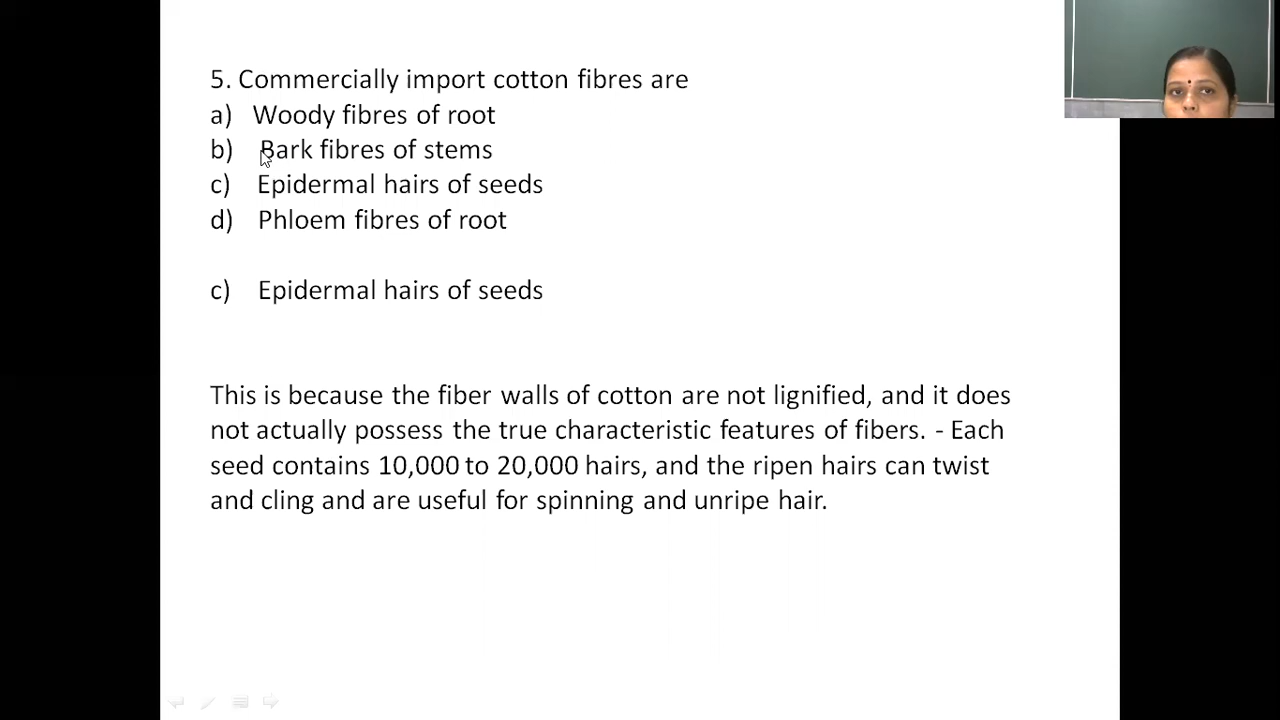 5. Commercially import cotton fibres are
a) Woody fibres of root
b) Bark fibres of stems
c) Epidermal hairs of seeds
d) Phloem fibres of root
c) Epidermal hairs of seeds
This is because the fiber walls of cotton are not lignified, and it does
not actually possess the true characteristic features of fibers. - Each
seed contains 10,000 to 20,000 hairs, and the ripen hairs can twist
and cling and are useful for spinning and unripe hair.